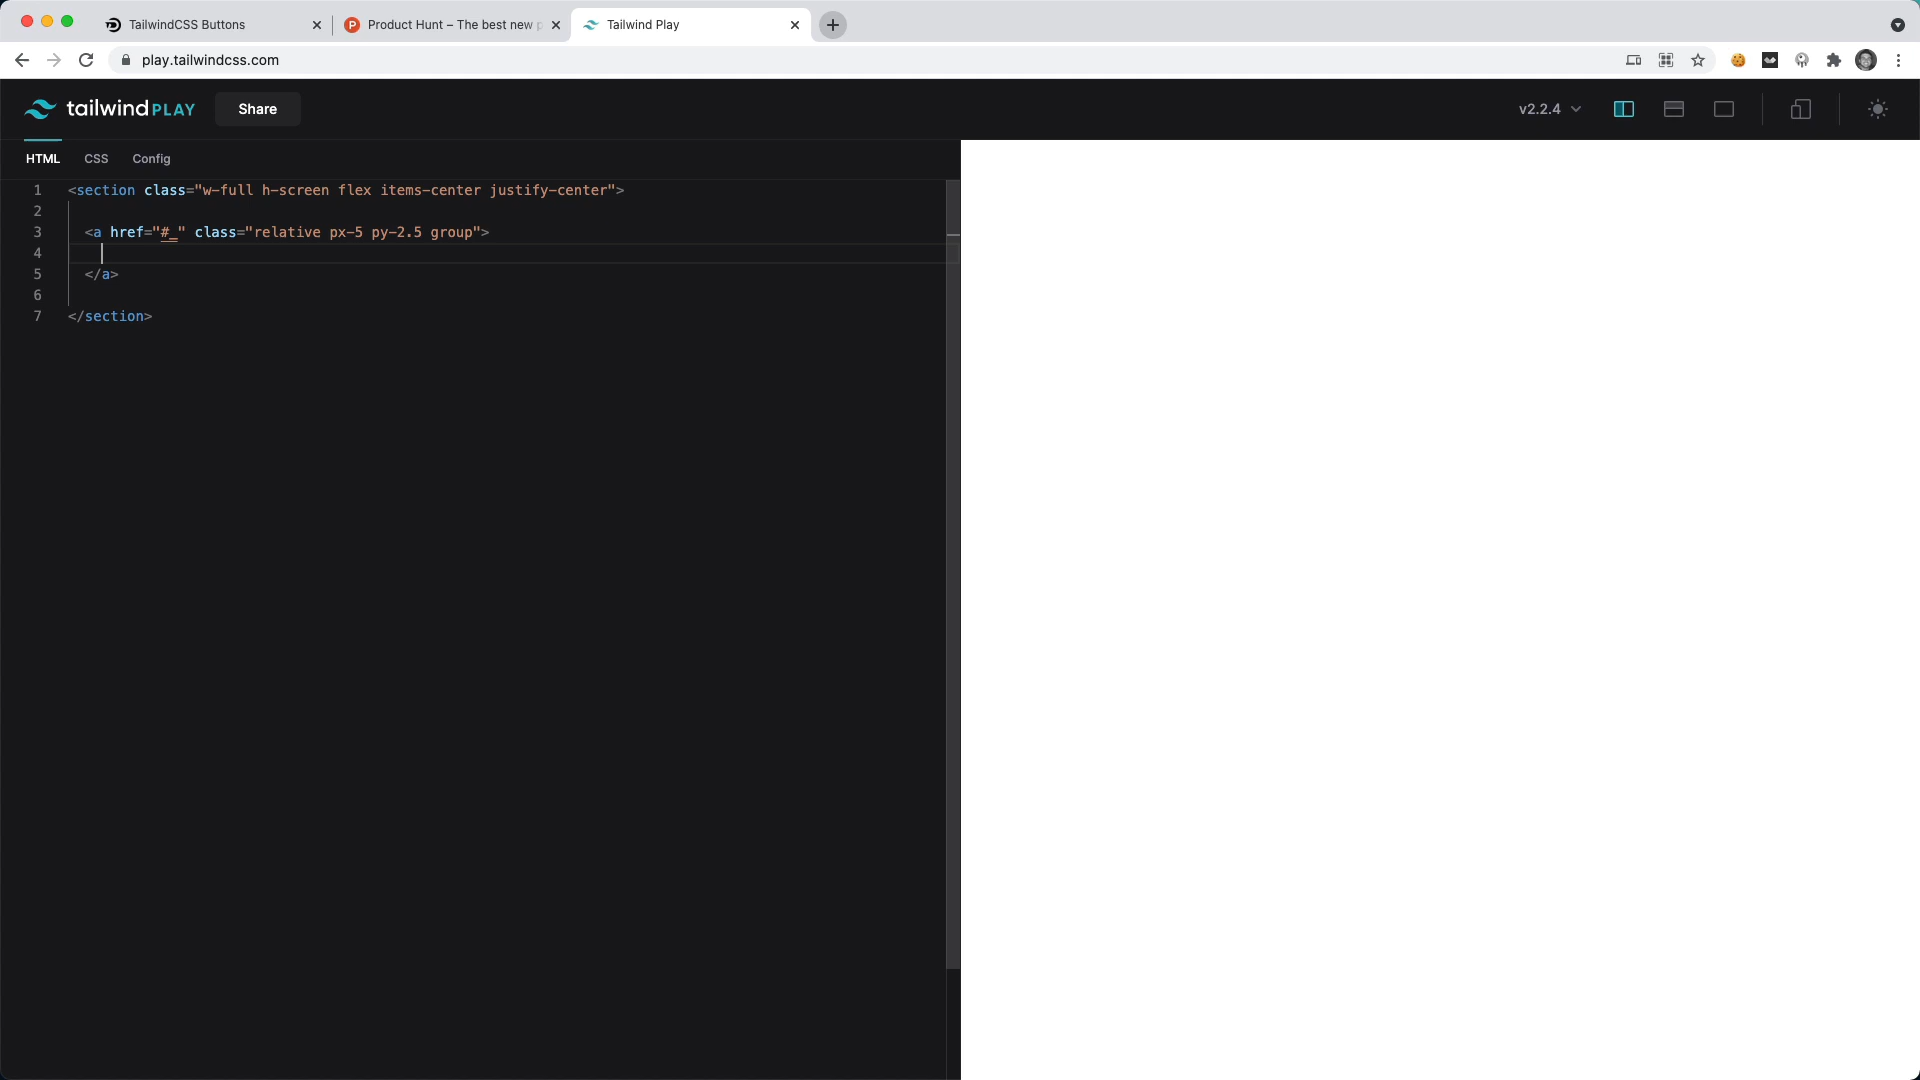 TailwindCSS Buttons
Product Hunt – The best new p
Tailwind Play
play.tailwindcss.com
tailwind PLAY
Share
v2.2.4
HTML CSS Config
1 <section class="w-full h-screen flex items-center justify-center">
2
3 <a href="#_" class="relative px-5 py-2.5 group">
4
5 </a>
6
7 </section>